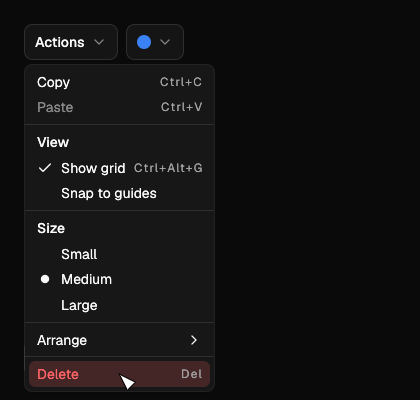 Actions
Copy Ctrl+C
Paste Ctrl+V
View
Show grid Ctrl+Alt+G
Snap to guides
Size
Small
Medium
Large
Arrange
Delete Del